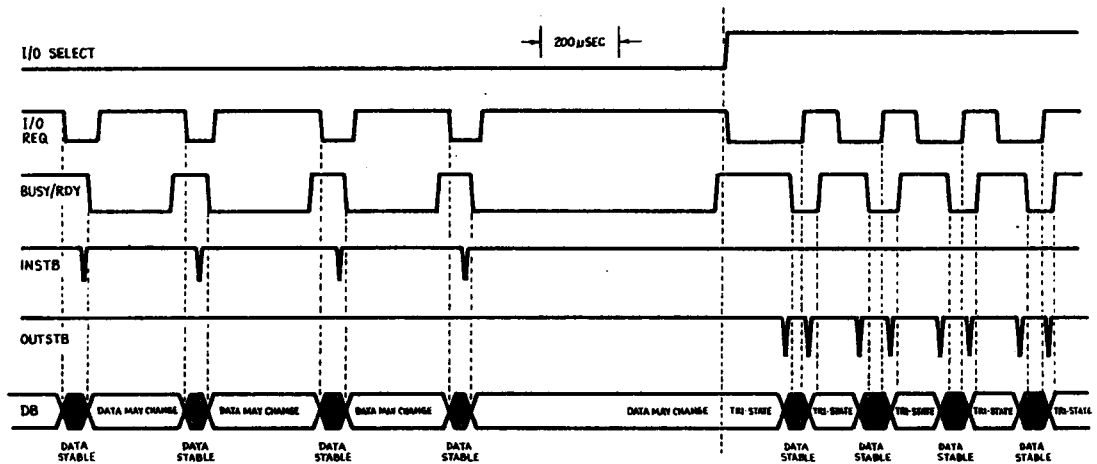 200 µSEC
I/O SELECT
I/O
REQ
BUSY/RDY
INSTB
OUTSTB
DB DATA MAY CHANGE DATA MAY CHANGE DATA MAY CHANGE DATA MAY CHANGE TRI-STATE TRI-STATE TRI-STATE TRI-STATE TRI-STATE
DATA DATA DATA DATA DATA DATA DATA DATA
STABLE STABLE STABLE STABLE STABLE STABLE STABLE STABLE